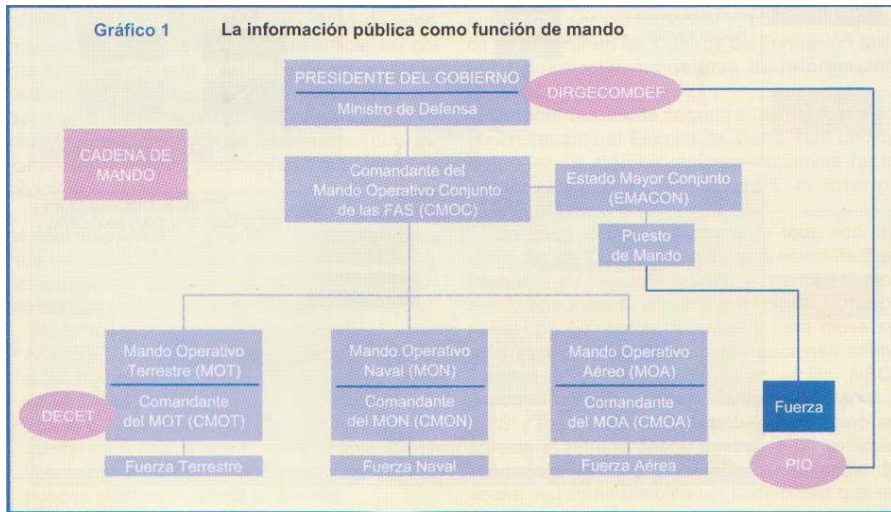 Gráfico 1 La información pública como función de mando
PRESIDENTE DEL GOBIERNO
Ministro de Defensa
DIRGECOMDEF
CADENA DE
MANDO
Comandante del
Mando Operativo Conjunto
de las FAS (CMOC)
Estado Mayor Conjunto
(EMACON)
Puesto
de Mando
Mando Operativo
Terrestre (MOT)
Comandante
del MOT (CMOT)
DECET
Fuerza Terrestre
Mando Operativo
Naval (MON)
Comandante
del MON (CMON)
Fuerza Naval
Mando Operativo
Aéreo (MOA)
Comandante
del MOA (CMOA)
Fuerza Aérea
Fuerza
PIO